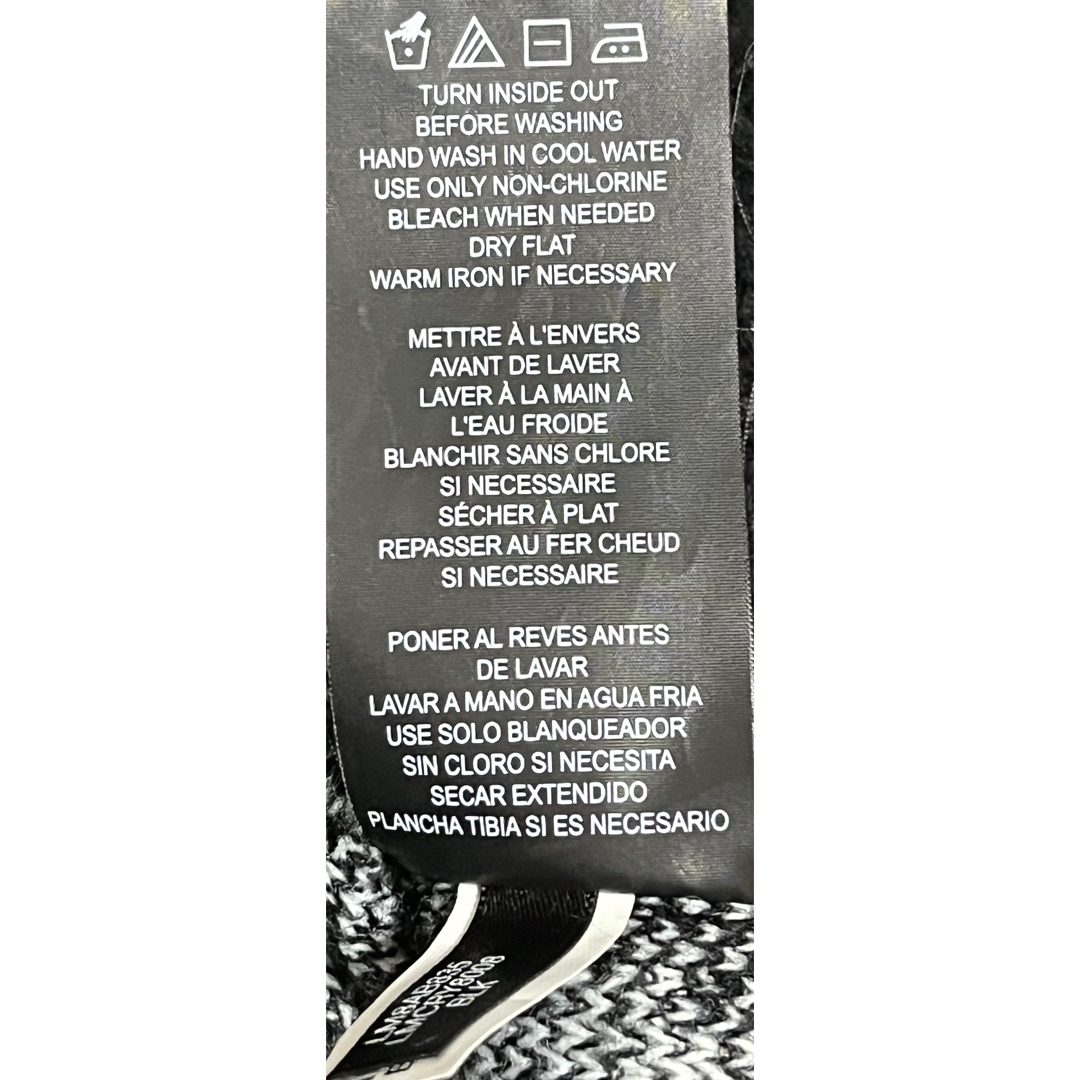 TURN INSIDE OUT
BEFORE WASHING
HAND WASH IN COOL WATER
USE ONLY NON-CHLORINE
BLEACH WHEN NEEDED
DRY FLAT
WARM IRON IF NECESSARY
METTRE À L'ENVERS
AVANT DE LAVER
LAVER À LA MAIN À
L'EAU FROIDE
BLANCHIR SANS CHLORE
SI NECESSAIRE
SÉCHER À PLAT
REPASSER AU FER CHEUD
SI NECESSAIRE
PONER AL REVES ANTES
DE LAVAR
LAVAR A MANO EN AGUA FRIA
USE SOLO BLANQUEADOR
SIN CLORO SI NECESITA
SECAR EXTENDIDO
PLANCHA TIBIA SI ES NECESARIO
BLK